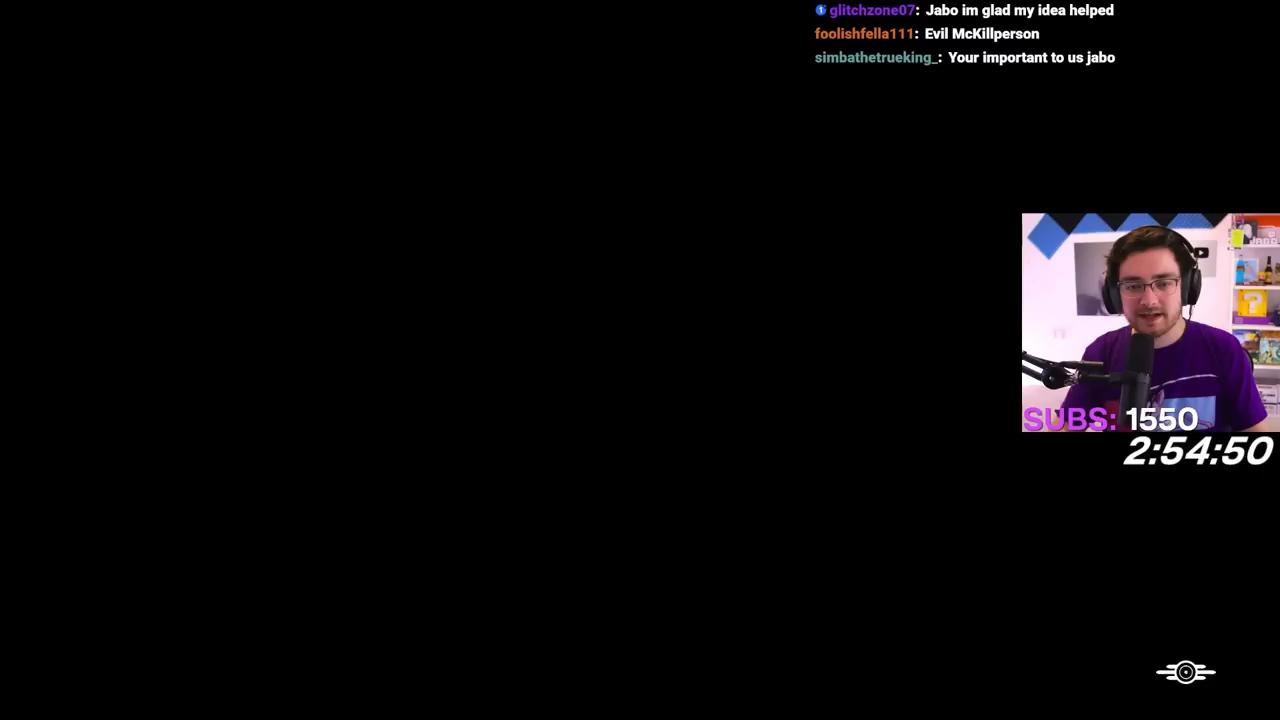 glitchzone07: Jabo im glad my idea helped
foolishfella111: Evil McKillperson
simbathetrueking_: Your important to us jabo
SUBS: 1550
2:54:50